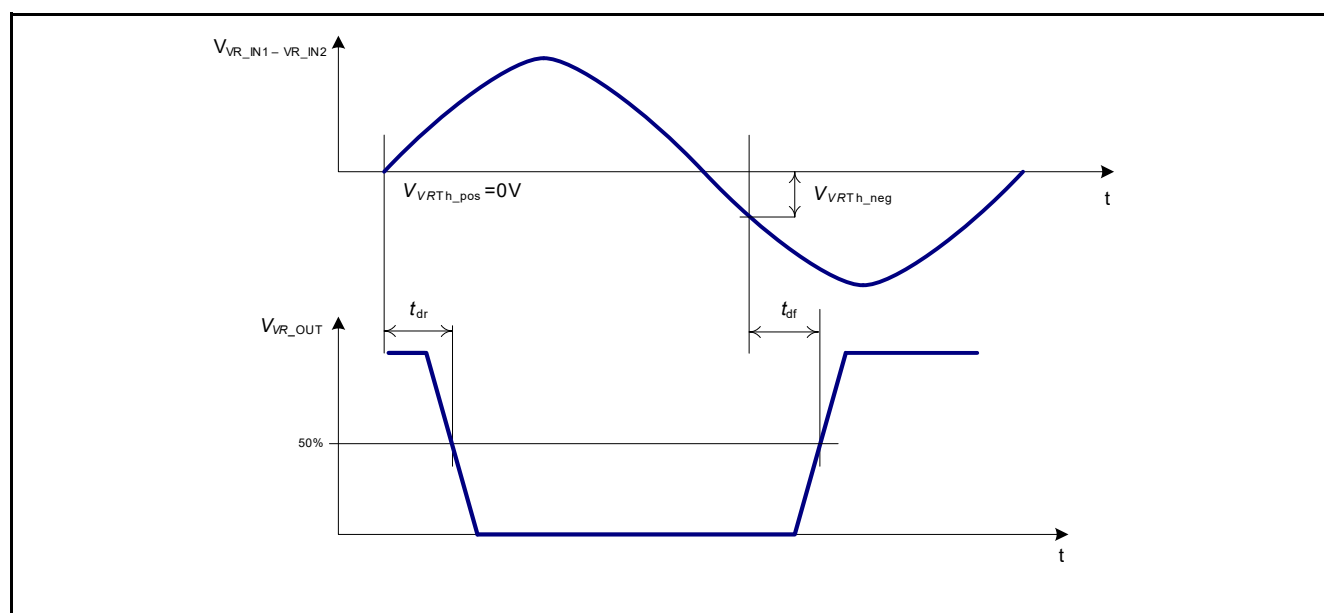 VVR_IN1 – VR_IN2
VVRTh_pos =0V
VVRTh_neg
t
tdr
tdf
VVR_OUT
50%
t